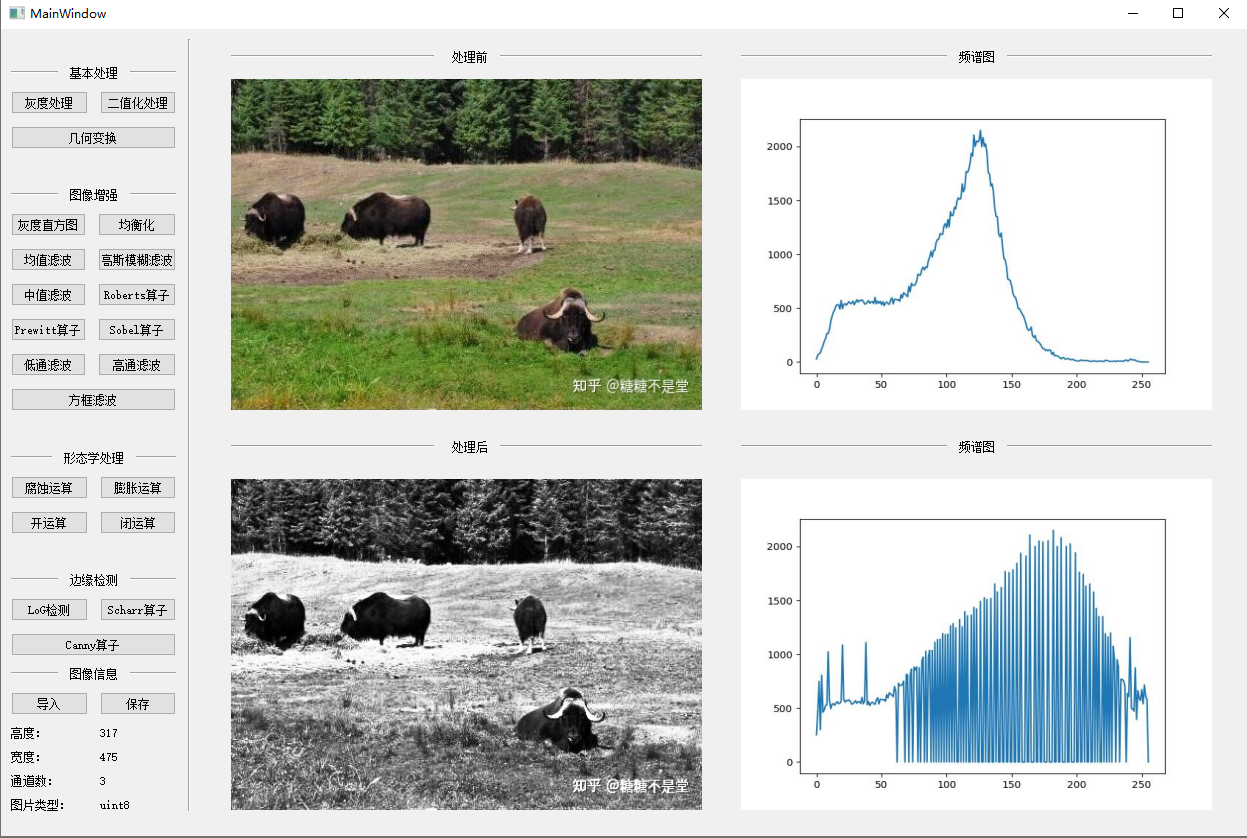 MainWindow
基本处理
灰度处理 二值化处理
几何变换
图像增强
灰度直方图 均衡化
均值滤波 高斯模糊滤波
中值滤波 Roberts算子
Prewitt算子 Sobel算子
低通滤波 高通滤波
方框滤波
形态学处理
腐蚀运算 膨胀运算
开运算 闭运算
边缘检测
LoG检测 Scharr算子
Canny算子
图像信息
导入 保存
高度: 317
宽度: 475
通道数: 3
图片类型: uint8
处理前
知乎 @糖糖不是堂
频谱图
2000
1500
1000
500
0
0 50 100 150 200 250
处理后
知乎 @糖糖不是堂
频谱图
2000
1500
1000
500
0
0 50 100 150 200 250